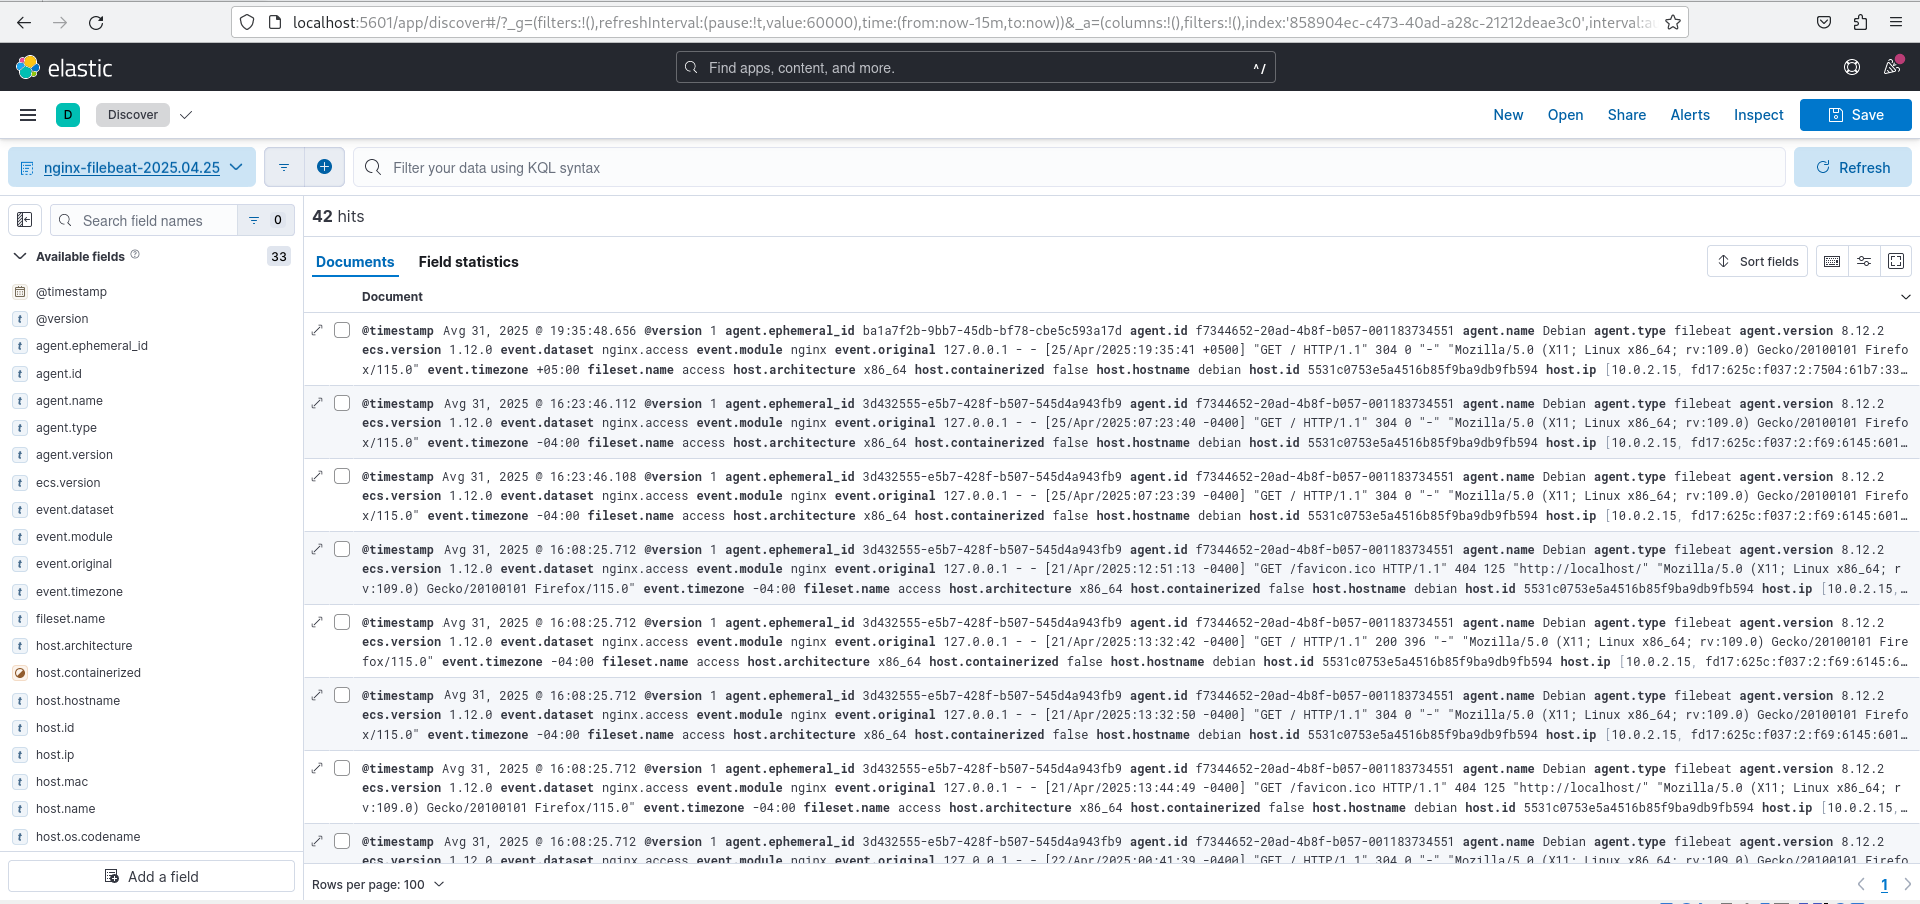 localhost:5601/app/discover#/?_g=(filters:!(),refreshInterval:(pause:!t,value:60000),time:(from:now-15m,to:now))&_a=(columns:!(),filters:!(),index:'858904ec-c473-40ad-a28c-21212deae3c0',interval:a
elastic
Find apps, content, and more.
^/
D
Discover
New
Open
Share
Alerts
Inspect
Save
nginx-filebeat-2025.04.25
Filter your data using KQL syntax
Refresh
Search field names
0
42 hits
Available fields
33
Documents
Field statistics
Sort fields
Document
@timestamp
@version
agent.ephemeral_id
agent.id
agent.name
agent.type
agent.version
ecs.version
event.dataset
event.module
event.original
event.timezone
fileset.name
host.architecture
host.containerized
host.hostname
host.id
host.ip
host.mac
host.name
host.os.codename
Add a field
@timestamp Avg 31, 2025 @ 19:35:48.656 @version 1 agent.ephemeral_id ba1a7f2b-9bb7-45db-bf78-cbe5c593a17d agent.id f7344652-20ad-4b8f-b057-001183734551 agent.name Debian agent.type filebeat agent.version 8.12.2
ecs.version 1.12.0 event.dataset nginx.access event.module nginx event.original 127.0.0.1 - - [25/Apr/2025:19:35:41 +0500] "GET / HTTP/1.1" 304 0 "-" "Mozilla/5.0 (X11; Linux x86_64; rv:109.0) Gecko/20100101 Firefo
x/115.0" event.timezone +05:00 fileset.name access host.architecture x86_64 host.containerized false host.hostname debian host.id 5531c0753e5a4516b85f9ba9db9fb594 host.ip [10.0.2.15, fd17:625c:f037:2:7504:61b7:33…
@timestamp Avg 31, 2025 @ 16:23:46.112 @version 1 agent.ephemeral_id 3d432555-e5b7-428f-b507-545d4a943fb9 agent.id f7344652-20ad-4b8f-b057-001183734551 agent.name Debian agent.type filebeat agent.version 8.12.2
ecs.version 1.12.0 event.dataset nginx.access event.module nginx event.original 127.0.0.1 - - [25/Apr/2025:07:23:40 -0400] "GET / HTTP/1.1" 304 0 "-" "Mozilla/5.0 (X11; Linux x86_64; rv:109.0) Gecko/20100101 Firefo
x/115.0" event.timezone -04:00 fileset.name access host.architecture x86_64 host.containerized false host.hostname debian host.id 5531c0753e5a4516b85f9ba9db9fb594 host.ip [10.0.2.15, fd17:625c:f037:2:f69:6145:601…
@timestamp Avg 31, 2025 @ 16:23:46.108 @version 1 agent.ephemeral_id 3d432555-e5b7-428f-b507-545d4a943fb9 agent.id f7344652-20ad-4b8f-b057-001183734551 agent.name Debian agent.type filebeat agent.version 8.12.2
ecs.version 1.12.0 event.dataset nginx.access event.module nginx event.original 127.0.0.1 - - [25/Apr/2025:07:23:39 -0400] "GET / HTTP/1.1" 304 0 "-" "Mozilla/5.0 (X11; Linux x86_64; rv:109.0) Gecko/20100101 Firefo
x/115.0" event.timezone -04:00 fileset.name access host.architecture x86_64 host.containerized false host.hostname debian host.id 5531c0753e5a4516b85f9ba9db9fb594 host.ip [10.0.2.15, fd17:625c:f037:2:f69:6145:601…
@timestamp Avg 31, 2025 @ 16:08:25.712 @version 1 agent.ephemeral_id 3d432555-e5b7-428f-b507-545d4a943fb9 agent.id f7344652-20ad-4b8f-b057-001183734551 agent.name Debian agent.type filebeat agent.version 8.12.2
ecs.version 1.12.0 event.dataset nginx.access event.module nginx event.original 127.0.0.1 - - [21/Apr/2025:12:51:13 -0400] "GET /favicon.ico HTTP/1.1" 404 125 "http://localhost/" "Mozilla/5.0 (X11; Linux x86_64; r
v:109.0) Gecko/20100101 Firefox/115.0" event.timezone -04:00 fileset.name access host.architecture x86_64 host.containerized false host.hostname debian host.id 5531c0753e5a4516b85f9ba9db9fb594 host.ip [10.0.2.15,…
@timestamp Avg 31, 2025 @ 16:08:25.712 @version 1 agent.ephemeral_id 3d432555-e5b7-428f-b507-545d4a943fb9 agent.id f7344652-20ad-4b8f-b057-001183734551 agent.name Debian agent.type filebeat agent.version 8.12.2
ecs.version 1.12.0 event.dataset nginx.access event.module nginx event.original 127.0.0.1 - - [21/Apr/2025:13:32:42 -0400] "GET / HTTP/1.1" 200 396 "-" "Mozilla/5.0 (X11; Linux x86_64; rv:109.0) Gecko/20100101 Fire
fox/115.0" event.timezone -04:00 fileset.name access host.architecture x86_64 host.containerized false host.hostname debian host.id 5531c0753e5a4516b85f9ba9db9fb594 host.ip [10.0.2.15, fd17:625c:f037:2:f69:6145:6…
@timestamp Avg 31, 2025 @ 16:08:25.712 @version 1 agent.ephemeral_id 3d432555-e5b7-428f-b507-545d4a943fb9 agent.id f7344652-20ad-4b8f-b057-001183734551 agent.name Debian agent.type filebeat agent.version 8.12.2
ecs.version 1.12.0 event.dataset nginx.access event.module nginx event.original 127.0.0.1 - - [21/Apr/2025:13:32:50 -0400] "GET / HTTP/1.1" 304 0 "-" "Mozilla/5.0 (X11; Linux x86_64; rv:109.0) Gecko/20100101 Firefo
x/115.0" event.timezone -04:00 fileset.name access host.architecture x86_64 host.containerized false host.hostname debian host.id 5531c0753e5a4516b85f9ba9db9fb594 host.ip [10.0.2.15, fd17:625c:f037:2:f69:6145:601…
@timestamp Avg 31, 2025 @ 16:08:25.712 @version 1 agent.ephemeral_id 3d432555-e5b7-428f-b507-545d4a943fb9 agent.id f7344652-20ad-4b8f-b057-001183734551 agent.name Debian agent.type filebeat agent.version 8.12.2
ecs.version 1.12.0 event.dataset nginx.access event.module nginx event.original 127.0.0.1 - - [21/Apr/2025:13:44:49 -0400] "GET /favicon.ico HTTP/1.1" 404 125 "http://localhost/" "Mozilla/5.0 (X11; Linux x86_64; r
v:109.0) Gecko/20100101 Firefox/115.0" event.timezone -04:00 fileset.name access host.architecture x86_64 host.containerized false host.hostname debian host.id 5531c0753e5a4516b85f9ba9db9fb594 host.ip [10.0.2.15,…
@timestamp Avg 31, 2025 @ 16:08:25.712 @version 1 agent.ephemeral_id 3d432555-e5b7-428f-b507-545d4a943fb9 agent.id f7344652-20ad-4b8f-b057-001183734551 agent.name Debian agent.type filebeat agent.version 8.12.2
ecs.version 1.12.0 event.dataset nginx.access event.module nginx event.original 127.0.0.1 - - [22/Apr/2025:00:41:39 -0400] "GET / HTTP/1.1" 304 0 "-" "Mozilla/5.0 (X11; Linux x86_64; rv:109.0) Gecko/20100101 Firefo
Rows per page: 100
1